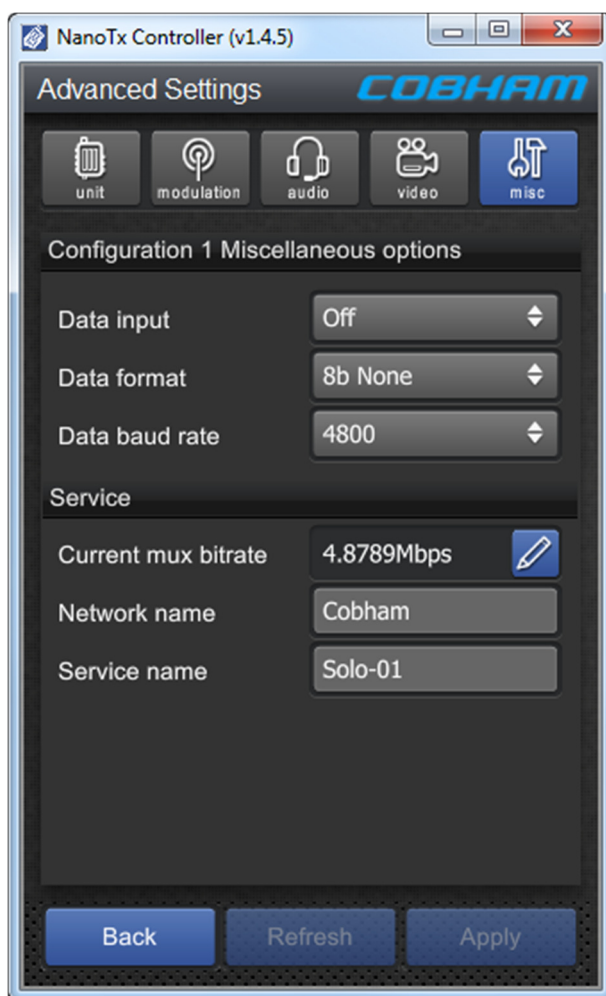 NanoTx Controller (v1.4.5)
Advanced Settings COBHAM
unit modulation audio video misc
Configuration 1 Miscellaneous options
Data input Off
Data format 8b None
Data baud rate 4800
Service
Current mux bitrate 4.8789Mbps
Network name Cobham
Service name Solo-01
Back Refresh Apply